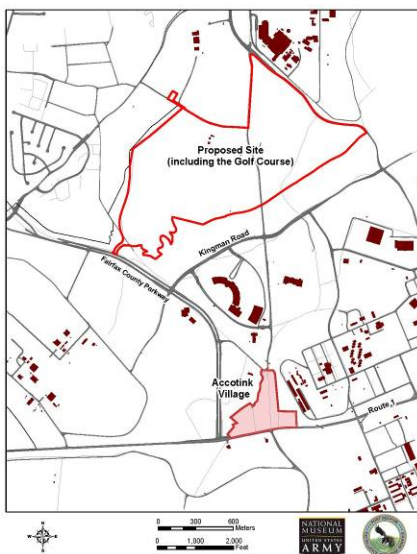 Proposed Site
(including the Golf Course)
Kingman Road
Fairfax County Parkway
Accotink
Village
Route 1
0 300 600
Meters
0 1,000 2,000
Feet
NATIONAL
MUSEUM
UNITED STATES
ARMY